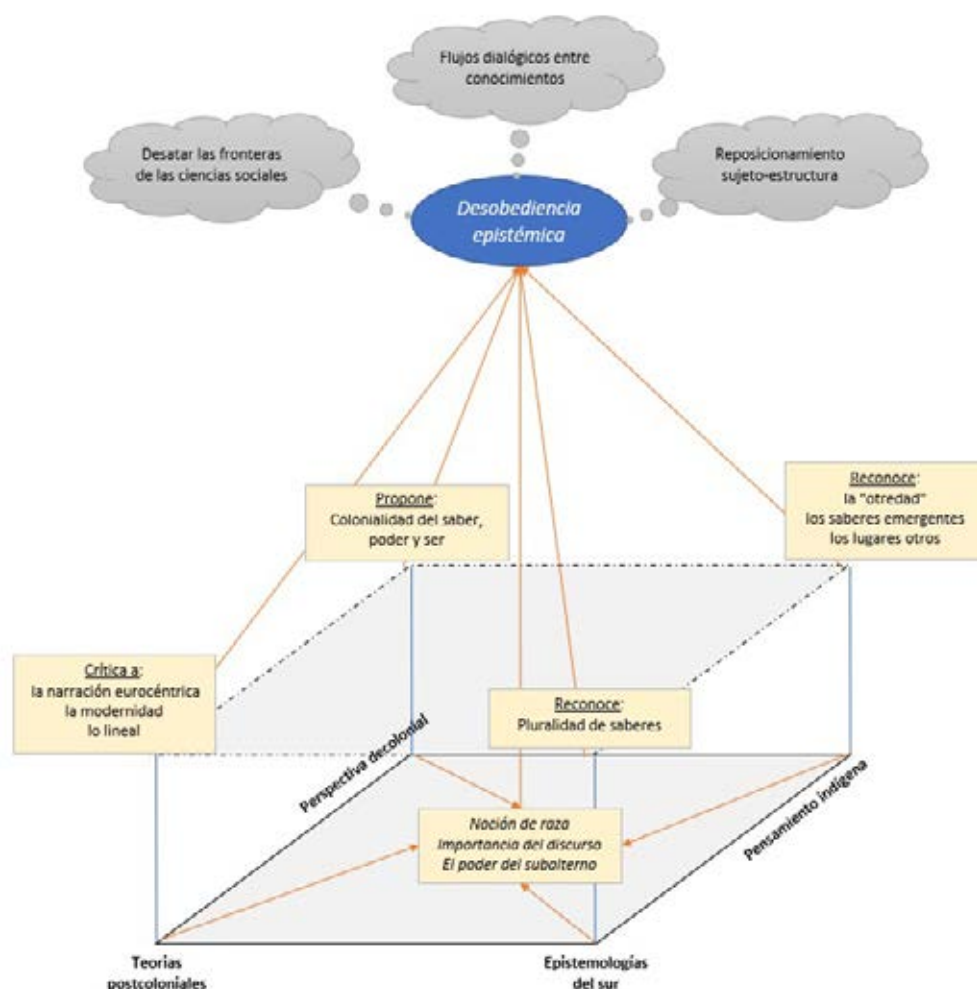 Flujos dialógicos entre
conocimientos
Desatar las fronteras
de las ciencias sociales
Reposicionamiento
sujeto-estructura
Desobediencia
epistémica
Propone:
Colonialidad del saber,
poder y ser
Reconoce:
la "otredad"
los saberes emergentes
los lugares otros
Crítica a:
la narración eurocéntrica
la modernidad
lo lineal
Reconoce:
Pluralidad de saberes
Perspectiva decolonial
Pensamiento indígena
Noción de raza
Importancia del discurso
El poder del subalterno
Teorías
postcoloniales
Epistemologías
del sur